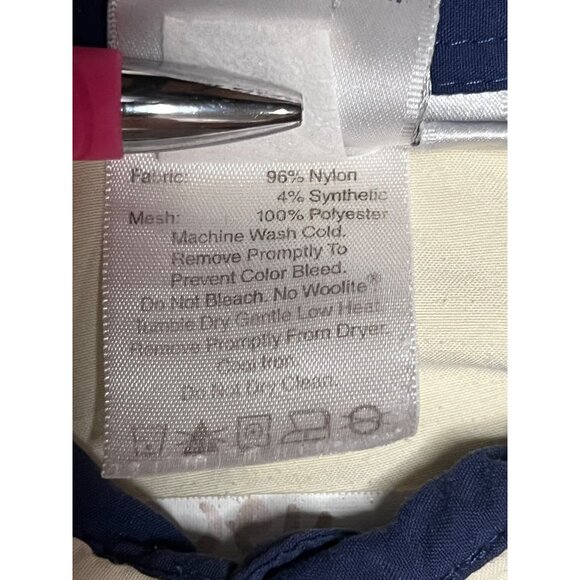 Fabric: 96% Nylon
4% Synthetic
Mesh: 100% Polyester
Machine Wash Cold.
Remove Promptly To
Prevent Color Bleed.
Do Not Bleach. No Woolite®
Tumble Dry Gentle Low Heat.
Remove Promptly From Dryer.
Cool Iron.
Do Not Dry Clean.